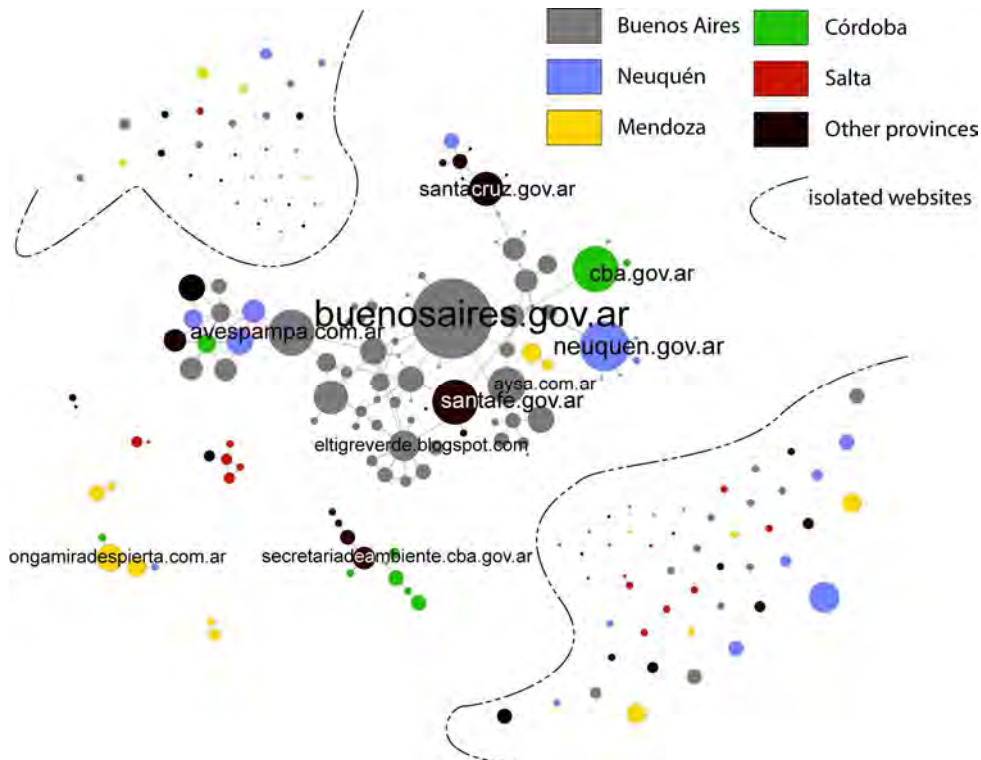 Buenos Aires
Córdoba
Neuquén
Salta
Mendoza
Other provinces
santacruz.gov.ar
isolated websites
cba.gov.ar
buenosaires.gov.ar
avespampa.com.ar
neuquen.gov.ar
aysa.com.ar
santafe.gov.ar
eltigreverde.blogspot.com
ongamiradespierta.com.ar
secretariadeambiente.cba.gov.ar